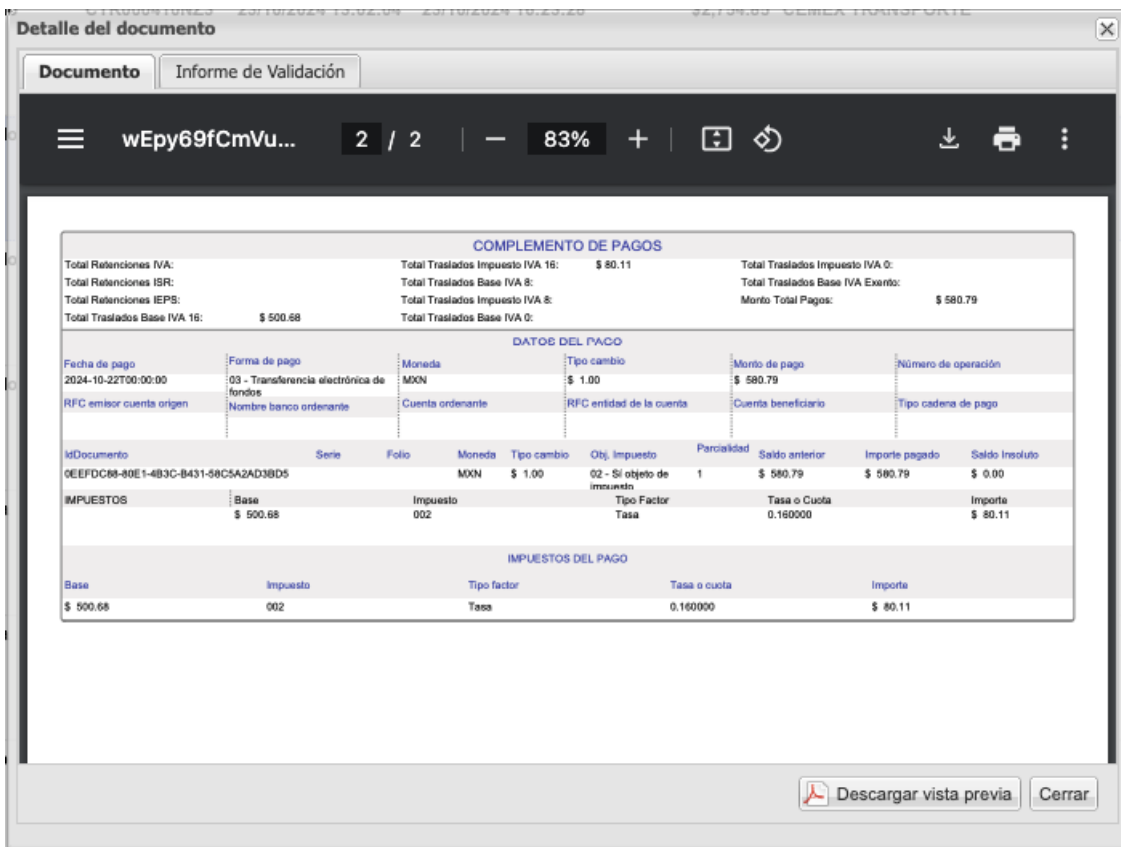 Detalle del documento
Documento Informe de Validación
wEpy69fCmVu... 2 / 2 83%
COMPLEMENTO DE PAGOS
Total Retenciones IVA: Total Traslados Impuesto IVA 16: $ 80.11 Total Traslados Impuesto IVA 0:
Total Retenciones ISR: Total Traslados Base IVA 8: Total Traslados Base IVA Exento:
Total Retenciones IEPS: Total Traslados Impuesto IVA 8: Monto Total Pagos: $ 580.79
Total Traslados Base IVA 16: $ 500.68 Total Traslados Base IVA 0:
DATOS DEL PAGO
Fecha de pago Forma de pago Moneda Tipo cambio Monto de pago Número de operación
2024-10-22T00:00:00 03 - Transferencia electrónica de fondos MXN $ 1.00 $ 580.79
RFC emisor cuenta origen Nombre banco ordenante Cuenta ordenante RFC entidad de la cuenta Cuenta beneficiario Tipo cadena de pago
IdDocumento Serie Folio Moneda Tipo cambio Obj. Impuesto Parcialidad Saldo anterior Importe pagado Saldo Insoluto
0EEFDC88-80E1-4B3C-B431-58C5A2AD3BD5 MXN $ 1.00 02 - Sí objeto de impuesto 1 $ 580.79 $ 580.79 $ 0.00
IMPUESTOS Base Impuesto Tipo Factor Tasa o Cuota Importe
$ 500.68 002 Tasa 0.160000 $ 80.11
IMPUESTOS DEL PAGO
Base Impuesto Tipo factor Tasa o cuota Importe
$ 500.68 002 Tasa 0.160000 $ 80.11
Descargar vista previa Cerrar